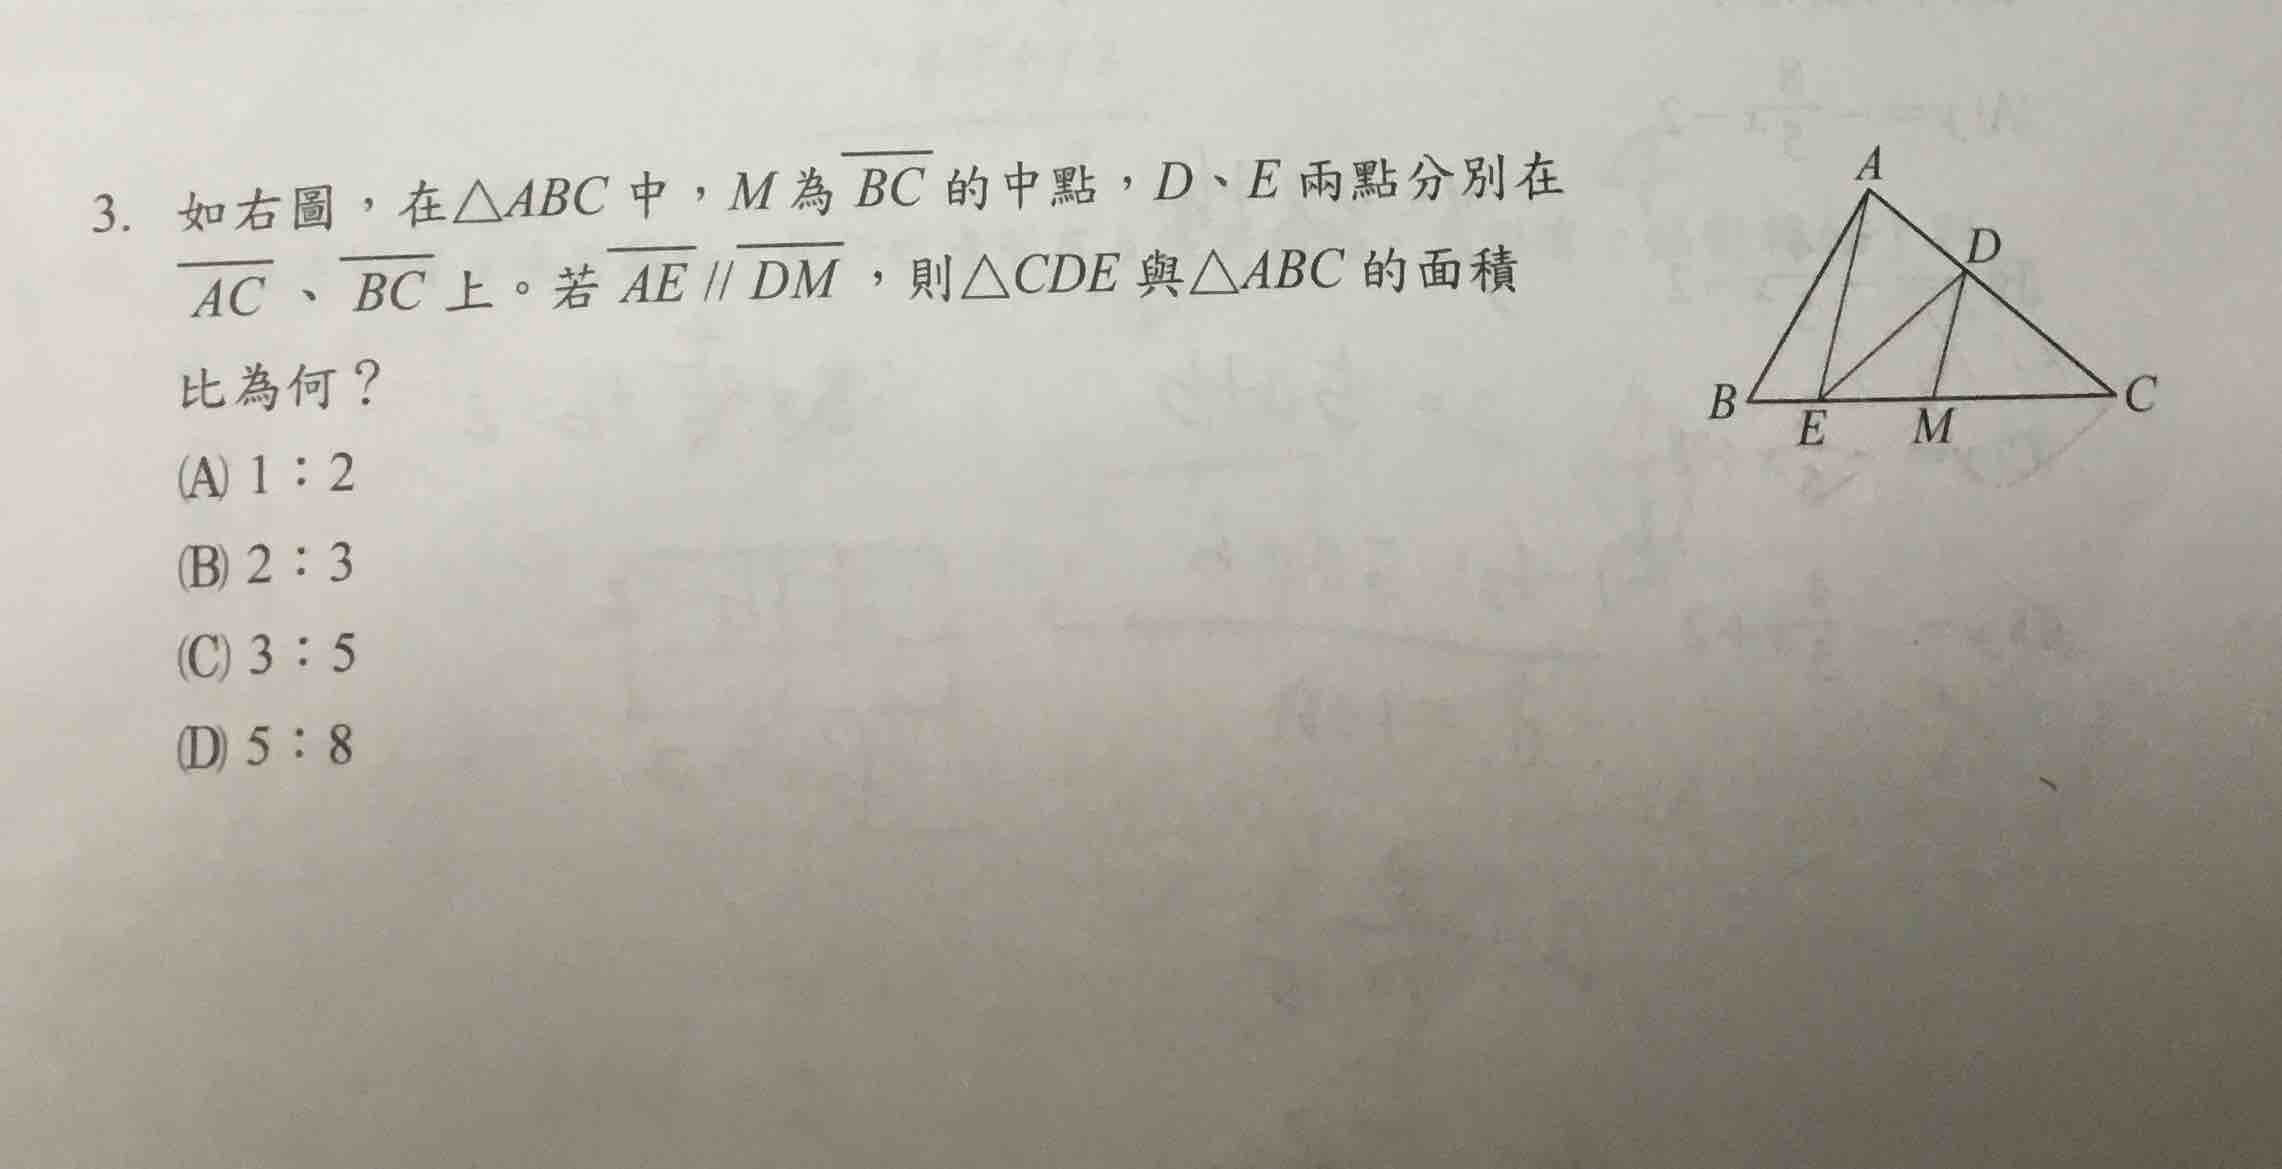 3. 如右圖，在△ABC 中，M 為 BC 的中點，D、E 兩點分別在
AC、BC 上。若 AE // DM，則△CDE 與△ABC 的面積
比為何？
(A) 1：2
(B) 2：3
(C) 3：5
(D) 5：8
A
D
B
E
M
C